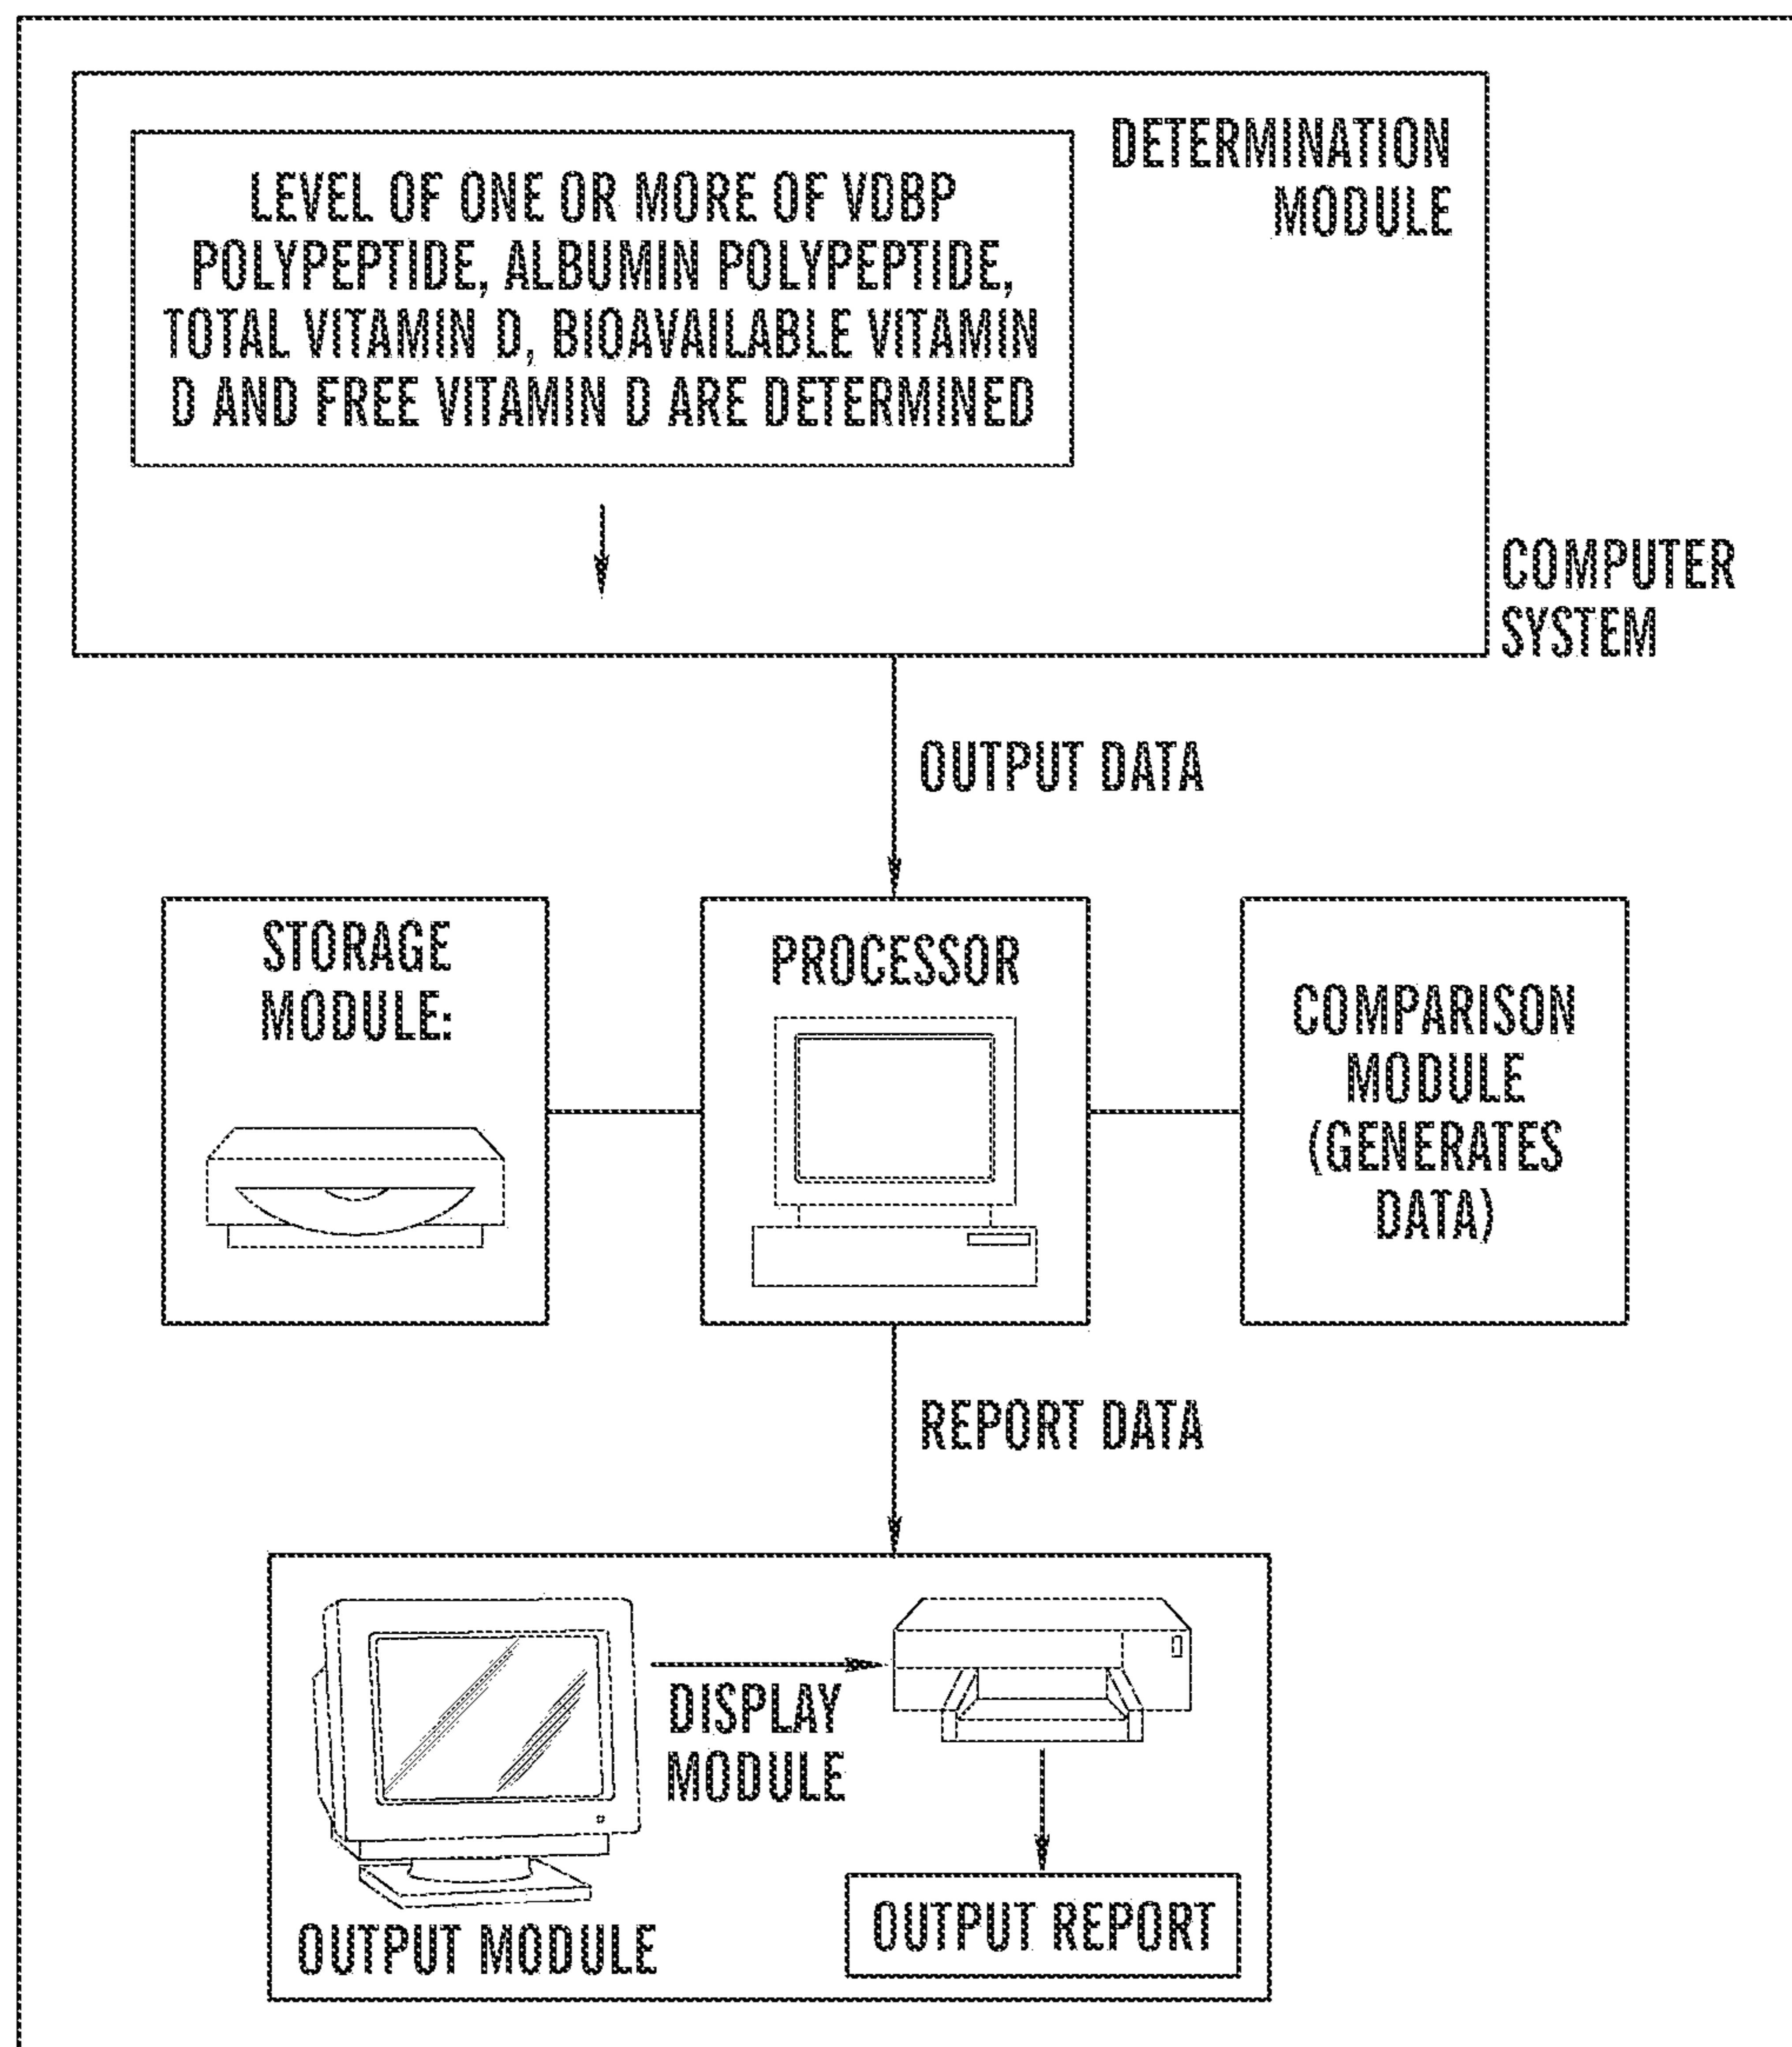 DETERMINATION
MODULE
LEVEL OF ONE OR MORE OF VDBP
POLYPEPTIDE, ALBUMIN POLYPEPTIDE,
TOTAL VITAMIN D, BIOAVAILABLE VITAMIN
D AND FREE VITAMIN D ARE DETERMINED
COMPUTER
SYSTEM
OUTPUT DATA
STORAGE
MODULE:
PROCESSOR
COMPARISON
MODULE
(GENERATES
DATA)
REPORT DATA
DISPLAY
MODULE
OUTPUT MODULE
OUTPUT REPORT